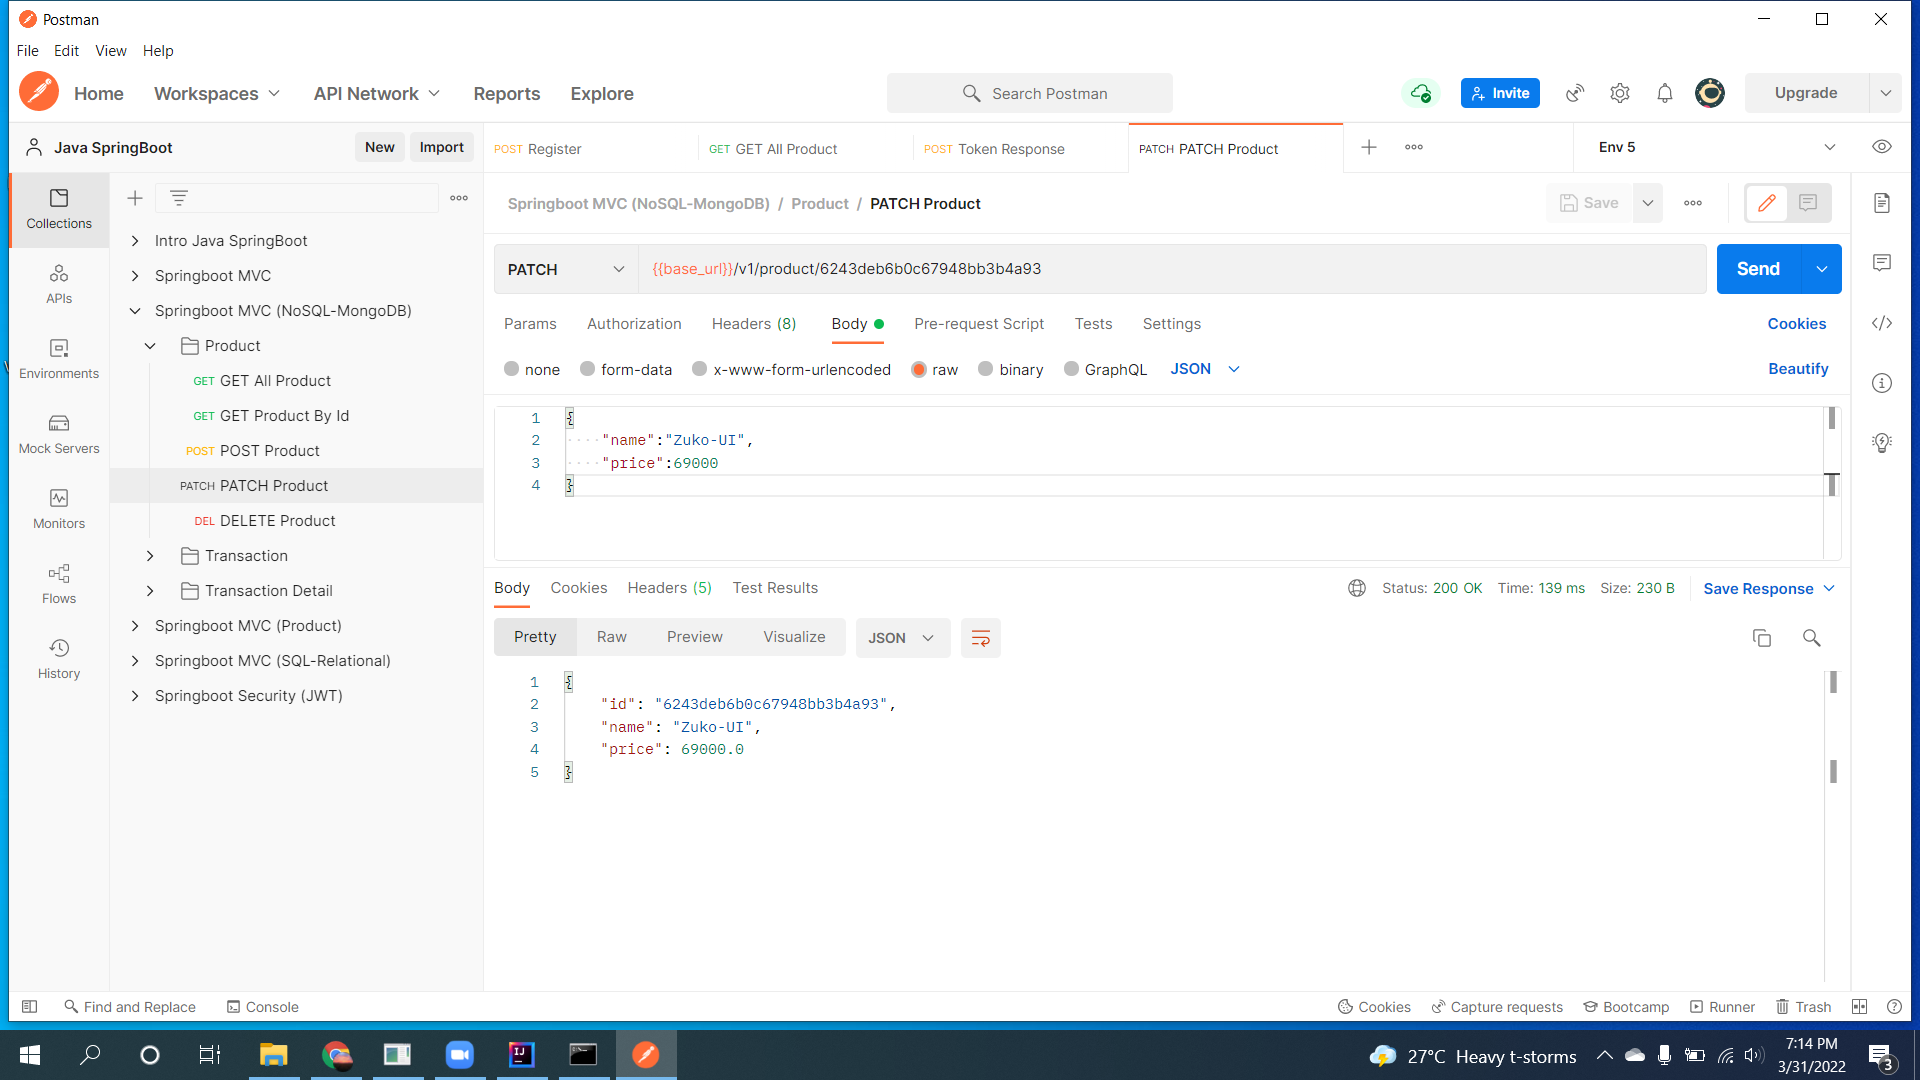 Postman
File Edit View Help
Home Workspaces API Network Reports Explore Search Postman Invite Upgrade
Java SpringBoot New Import POST Register GET GET All Product POST Token Response PATCH PATCH Product Env 5
Collections
APIs
Environments
Mock Servers
Monitors
Flows
History
Intro Java SpringBoot
Springboot MVC
Springboot MVC (NoSQL-MongoDB)
Product
GET GET All Product
GET GET Product By Id
POST POST Product
PATCH PATCH Product
DEL DELETE Product
Transaction
Transaction Detail
Springboot MVC (Product)
Springboot MVC (SQL-Relational)
Springboot Security (JWT)
Springboot MVC (NoSQL-MongoDB) / Product / PATCH Product Save
PATCH {{base_url}}/v1/product/6243deb6b0c67948bb3b4a93 Send
Params Authorization Headers (8) Body Pre-request Script Tests Settings Cookies
none form-data x-www-form-urlencoded raw binary GraphQL JSON Beautify
1 {
2 "name":"Zuko-UI",
3 "price":69000
4 }
Body Cookies Headers (5) Test Results Status: 200 OK Time: 139 ms Size: 230 B Save Response
Pretty Raw Preview Visualize JSON
1 {
2 "id": "6243deb6b0c67948bb3b4a93",
3 "name": "Zuko-UI",
4 "price": 69000.0
5 }
Find and Replace Console Cookies Capture requests Bootcamp Runner Trash
27°C Heavy t-storms 7:14 PM
3/31/2022
3